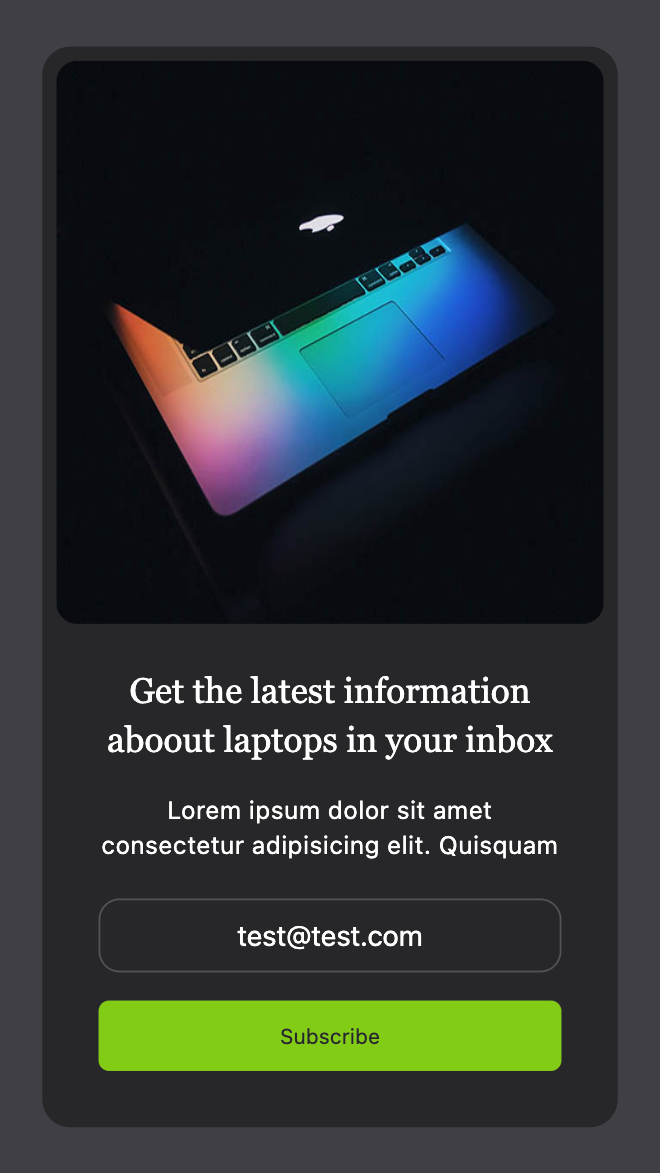 Get the latest information
aboout laptops in your inbox
Lorem ipsum dolor sit amet
consectetur adipisicing elit. Quisquam
test@test.com
Subscribe